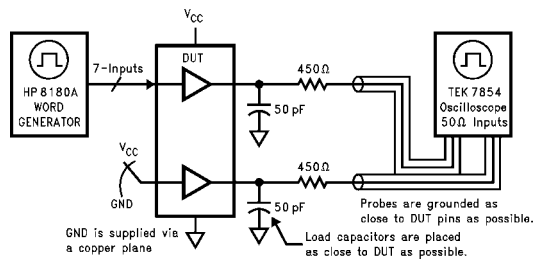 VCC
7-Inputs
DUT
450Ω
HP 8180A
WORD
GENERATOR
50 pF
TEK 7854
Oscilloscope
50Ω Inputs
VCC
GND
450Ω
50 pF
Probes are grounded as
close to DUT pins as possible.
GND is supplied via
a copper plane
Load capacitors are placed
as close to DUT as possible.